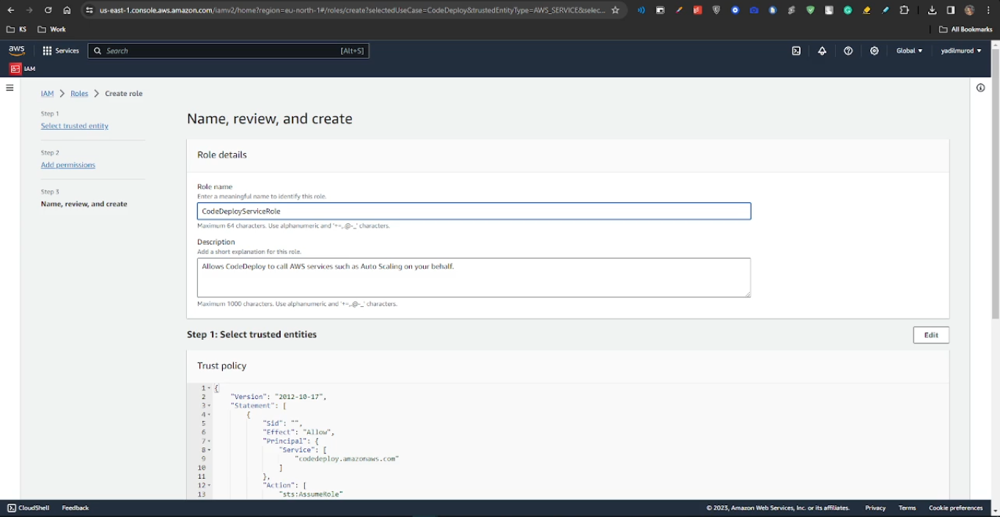 us-east-1.console.aws.amazon.com/iamv2/home?region=eu-north-1#/roles/create?selectedUseCase=CodeDeploy&trustedEntityType=AWS_SERVICE&selec...
KS
Work
All Bookmarks
aws
Services
Search
[Alt+S]
Global
yadilmurod
IAM
IAM
Roles
Create role
Step 1
Select trusted entity
Step 2
Add permissions
Step 3
Name, review, and create
Name, review, and create
Role details
Role name
Enter a meaningful name to identify this role.
CodeDeployServiceRole
Maximum 64 characters. Use alphanumeric and '+=,.@-_' characters.
Description
Add a short explanation for this role.
Allows CodeDeploy to call AWS services such as Auto Scaling on your behalf.
Maximum 1000 characters. Use alphanumeric and '+=,.@-_' characters.
Step 1: Select trusted entities
Edit
Trust policy
1 {
2 "Version": "2012-10-17",
3 "Statement": [
4 {
5 "Sid": "",
6 "Effect": "Allow",
7 "Principal": {
8 "Service": [
9 "codedeploy.amazonaws.com"
10 ]
11 },
12 "Action": [
13 "sts:AssumeRole"
CloudShell
Feedback
© 2023, Amazon Web Services, Inc. or its affiliates.
Privacy
Terms
Cookie preferences